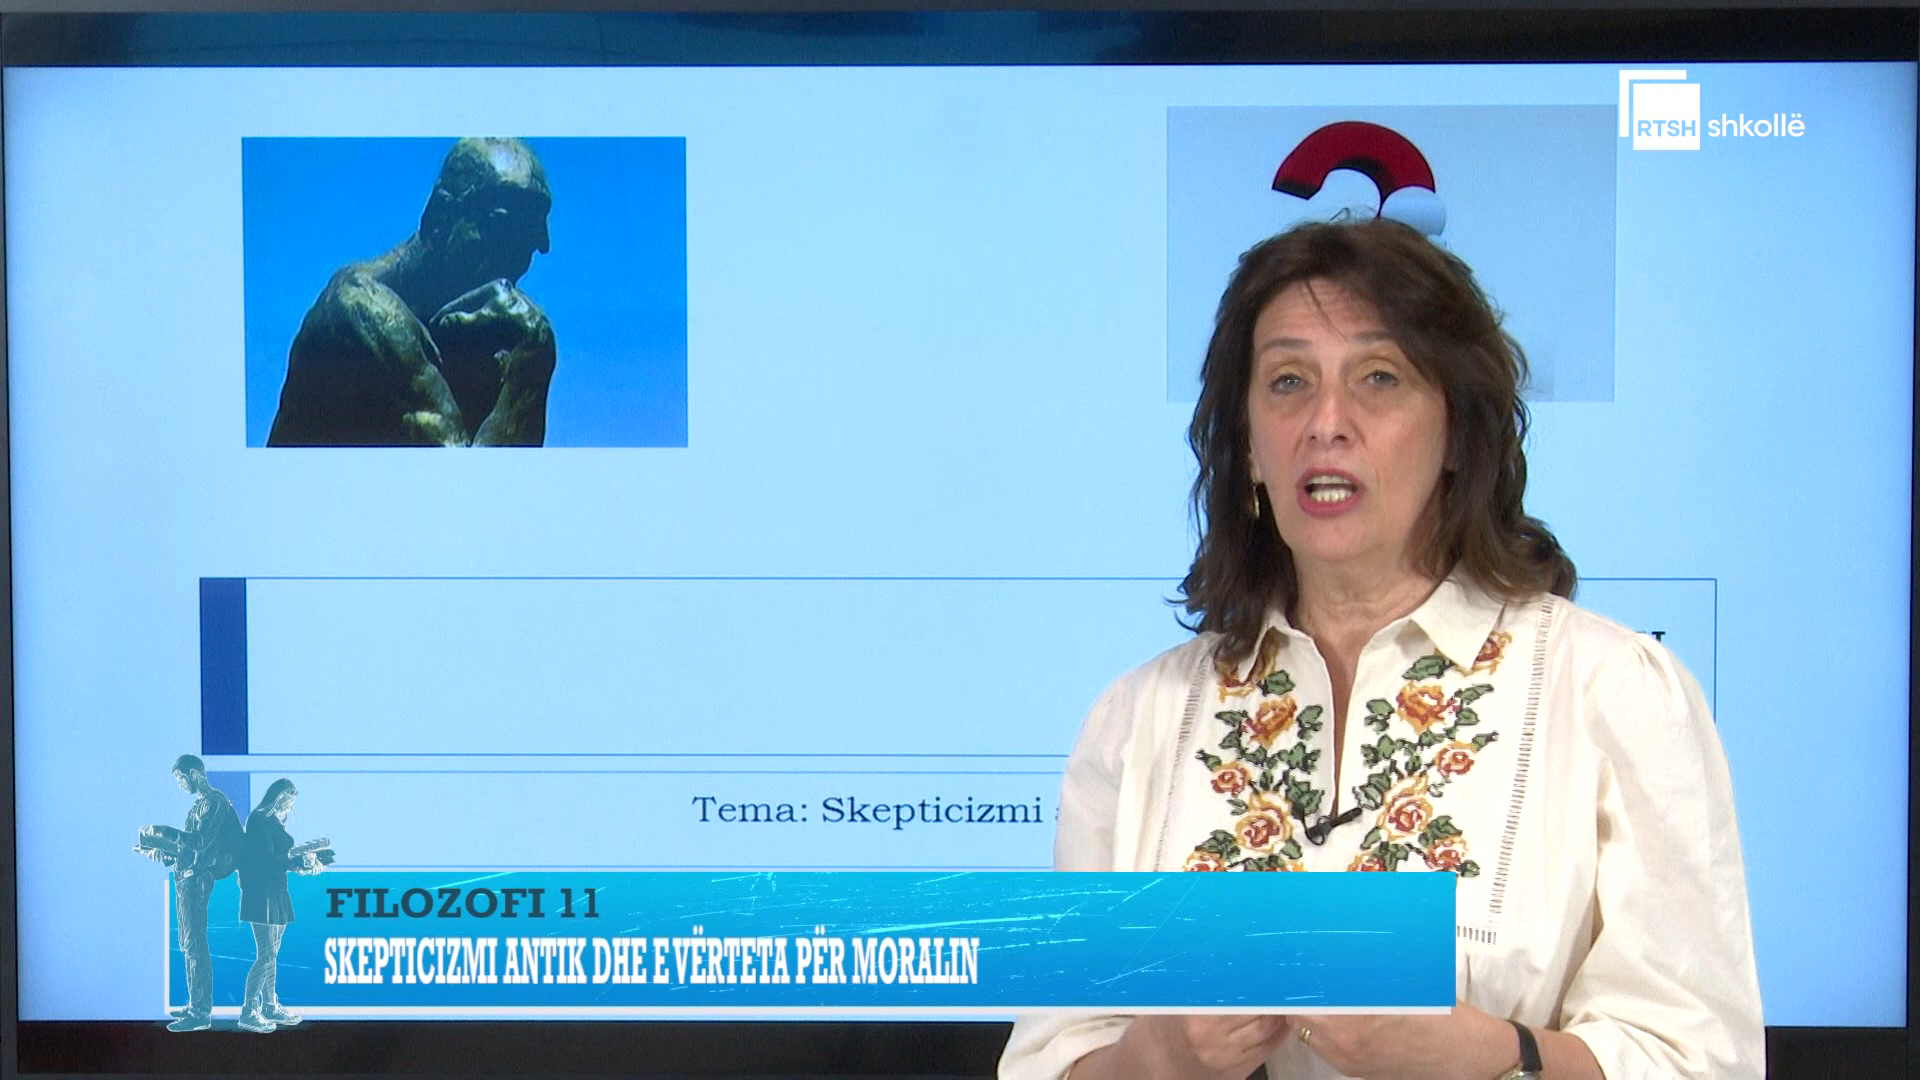 RTSH shkollë
Tema: Skepticizmi
FILOZOFI 11
SKEPTICIZMI ANTIK DHE E VËRTETA PËR MORALIN